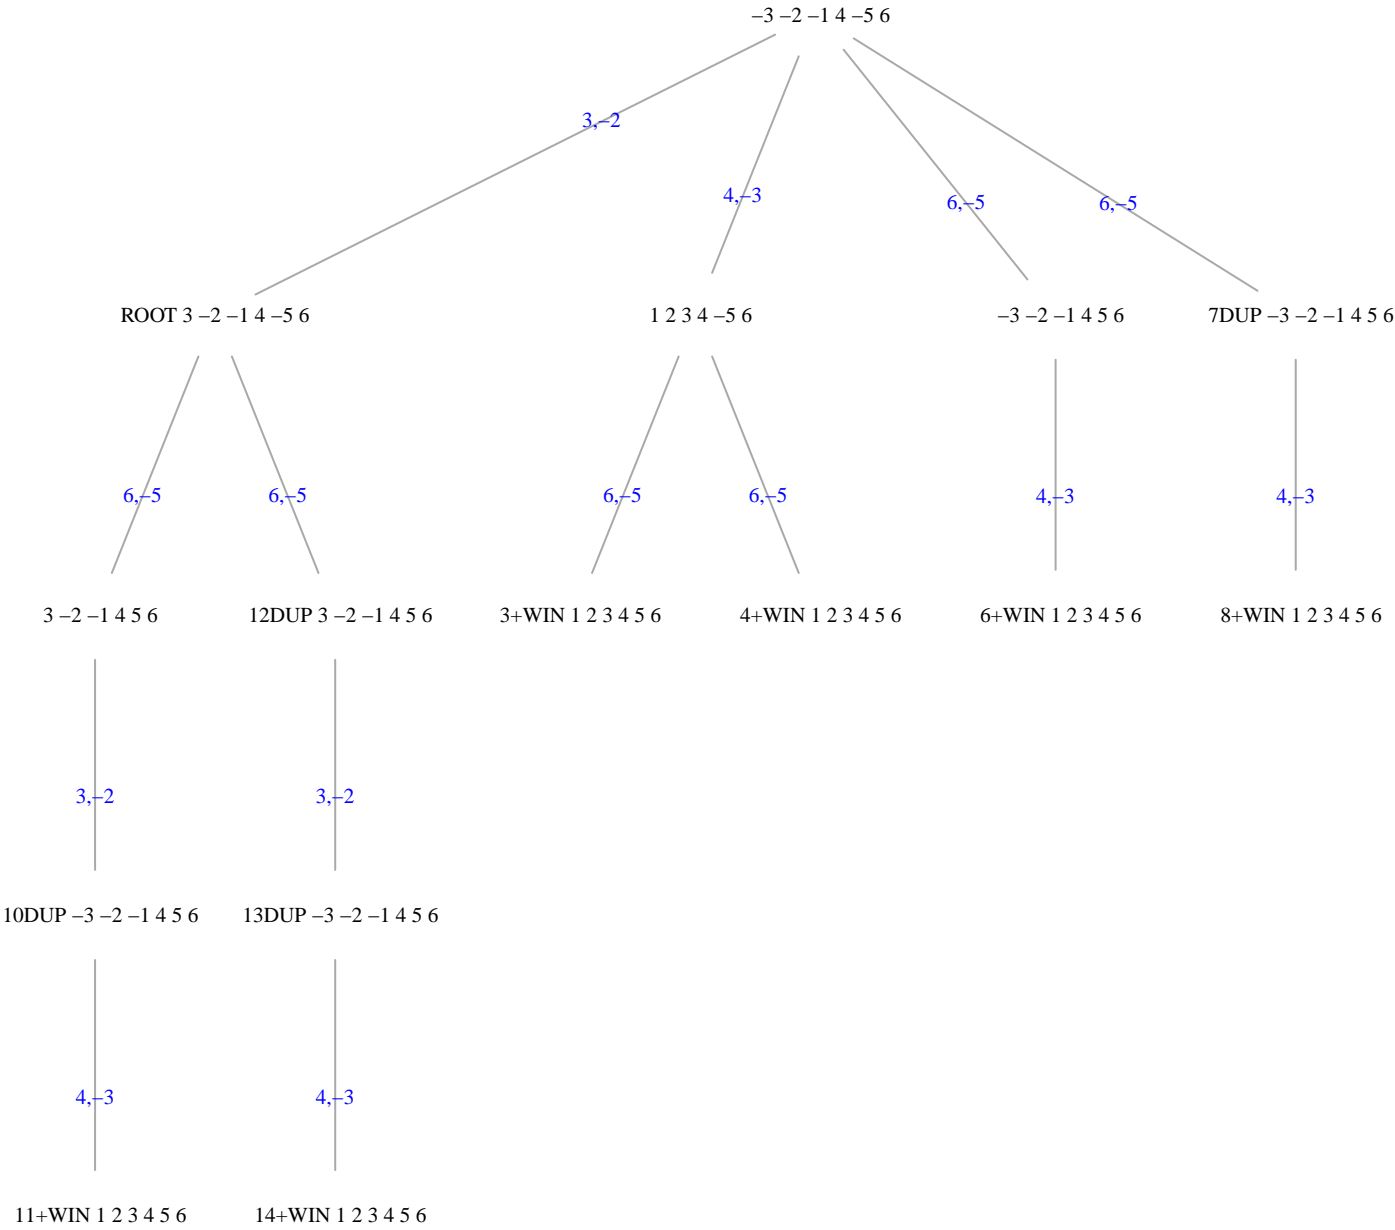 −3 −2 −1 4 −5 6
3,−2
4,−3
6,−5
6,−5
ROOT 3 −2 −1 4 −5 6
1 2 3 4 −5 6
−3 −2 −1 4 5 6
7DUP −3 −2 −1 4 5 6
6,−5
6,−5
6,−5
6,−5
4,−3
4,−3
3 −2 −1 4 5 6
12DUP 3 −2 −1 4 5 6
3+WIN 1 2 3 4 5 6
4+WIN 1 2 3 4 5 6
6+WIN 1 2 3 4 5 6
8+WIN 1 2 3 4 5 6
3,−2
3,−2
10DUP −3 −2 −1 4 5 6
13DUP −3 −2 −1 4 5 6
4,−3
4,−3
11+WIN 1 2 3 4 5 6
14+WIN 1 2 3 4 5 6